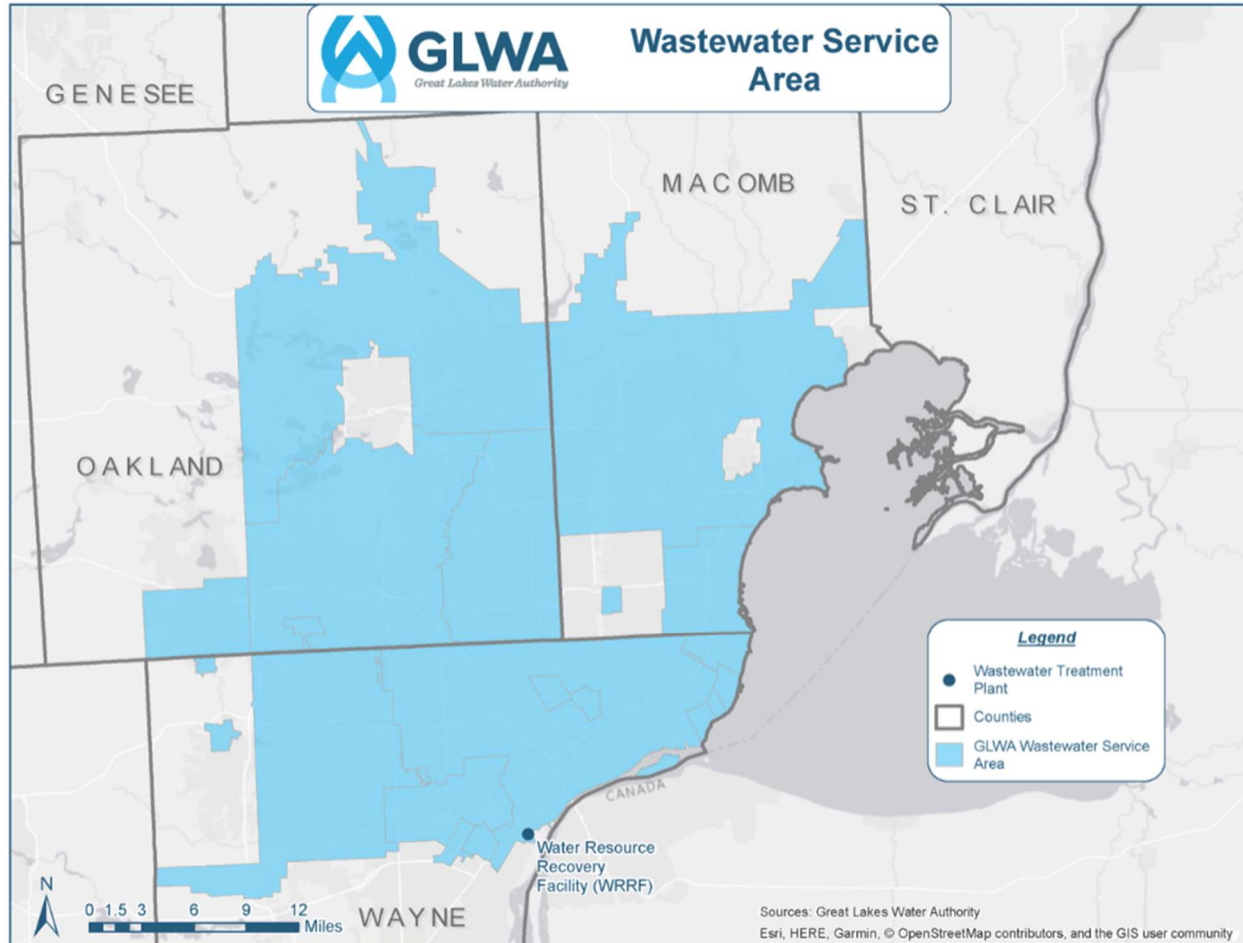 GLWA
Great Lakes Water Authority
Wastewater Service
Area
GENESEE
MACOMB
ST. CLAIR
OAKLAND
Legend
Wastewater Treatment
Plant
Counties
GLWA Wastewater Service
Area
CANADA
Water Resource
Recovery
Facility (WRRF)
N
0 1.5 3 6 9 12
Miles
WAYNE
Sources: Great Lakes Water Authority
Esri, HERE, Garmin, © OpenStreetMap contributors, and the GIS user community